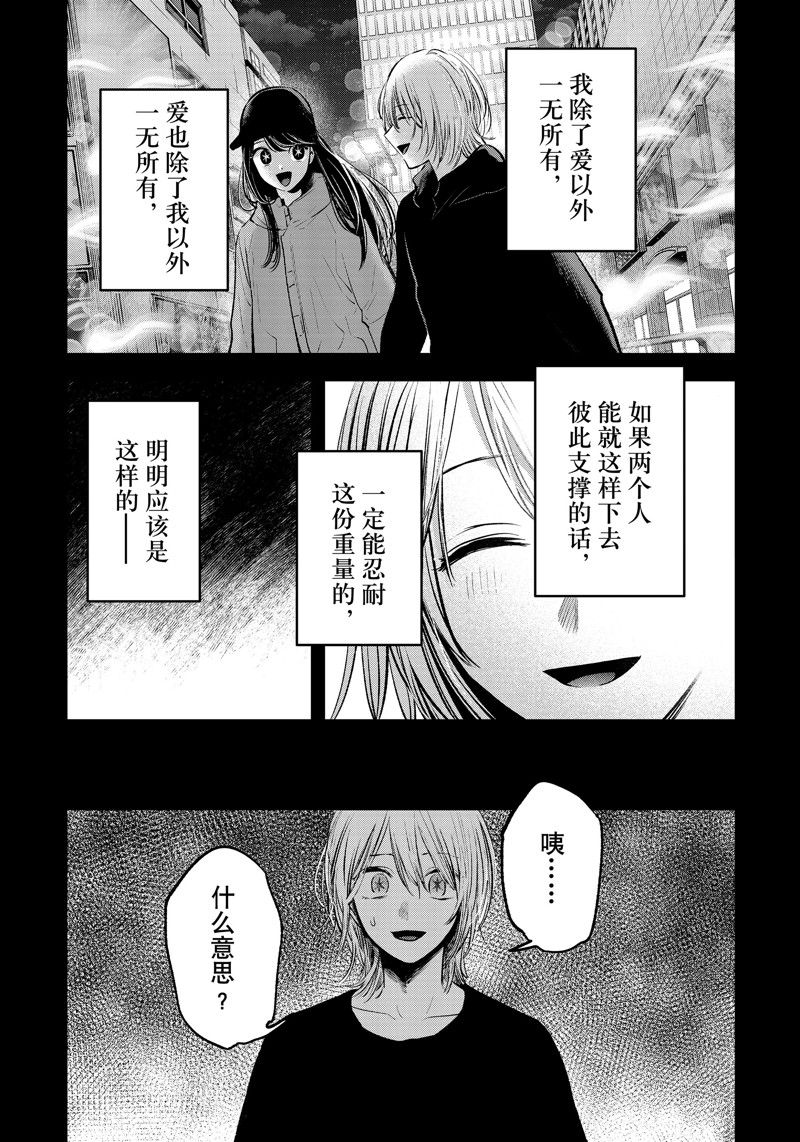 我除了爱以外
一无所有，
爱也除了我以外
一无所有，
如果两个人
能就这样下去
彼此支撑的话，
一定能忍耐
这份重量的，
明明应该是
这样的——
咦
……
什么意思？